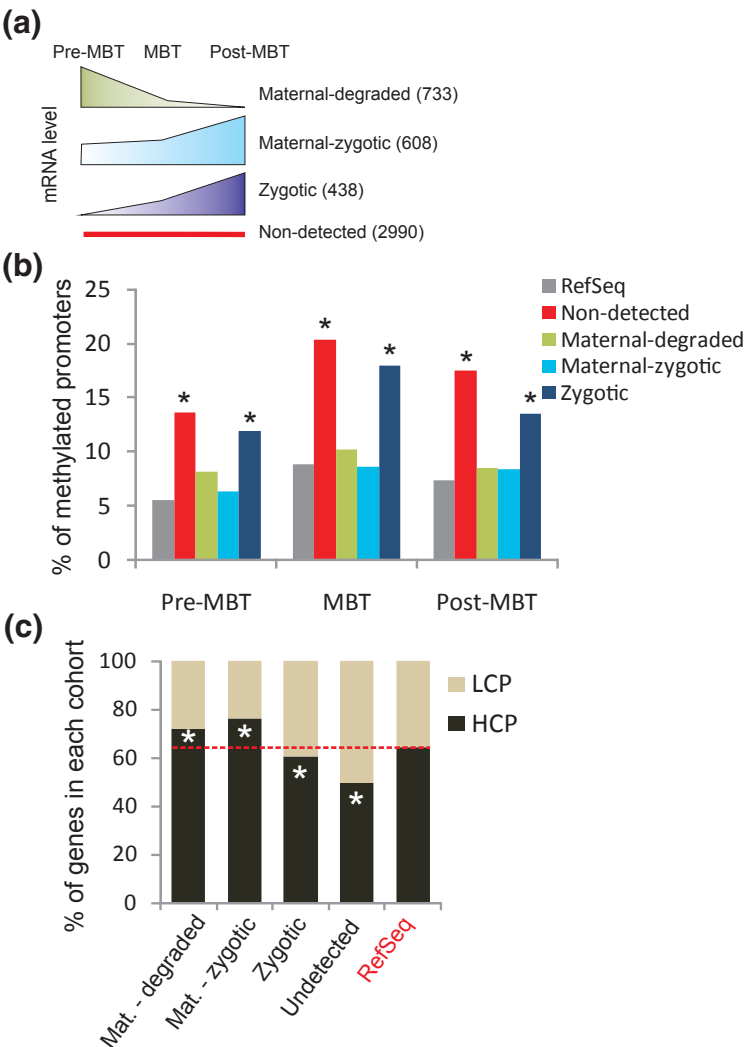 (a)
Pre-MBT MBT Post-MBT
mRNA level
Maternal-degraded (733)
Maternal-zygotic (608)
Zygotic (438)
Non-detected (2990)
(b)
% of methylated promoters
25
20
15
10
5
0
* * * * * *
RefSeq
Non-detected
Maternal-degraded
Maternal-zygotic
Zygotic
Pre-MBT MBT Post-MBT
(c)
% of genes in each cohort
100
80
60
40
20
0
* * * *
LCP
HCP
Mat. - degraded
Mat. - zygotic
Zygotic
Undetected
RefSeq